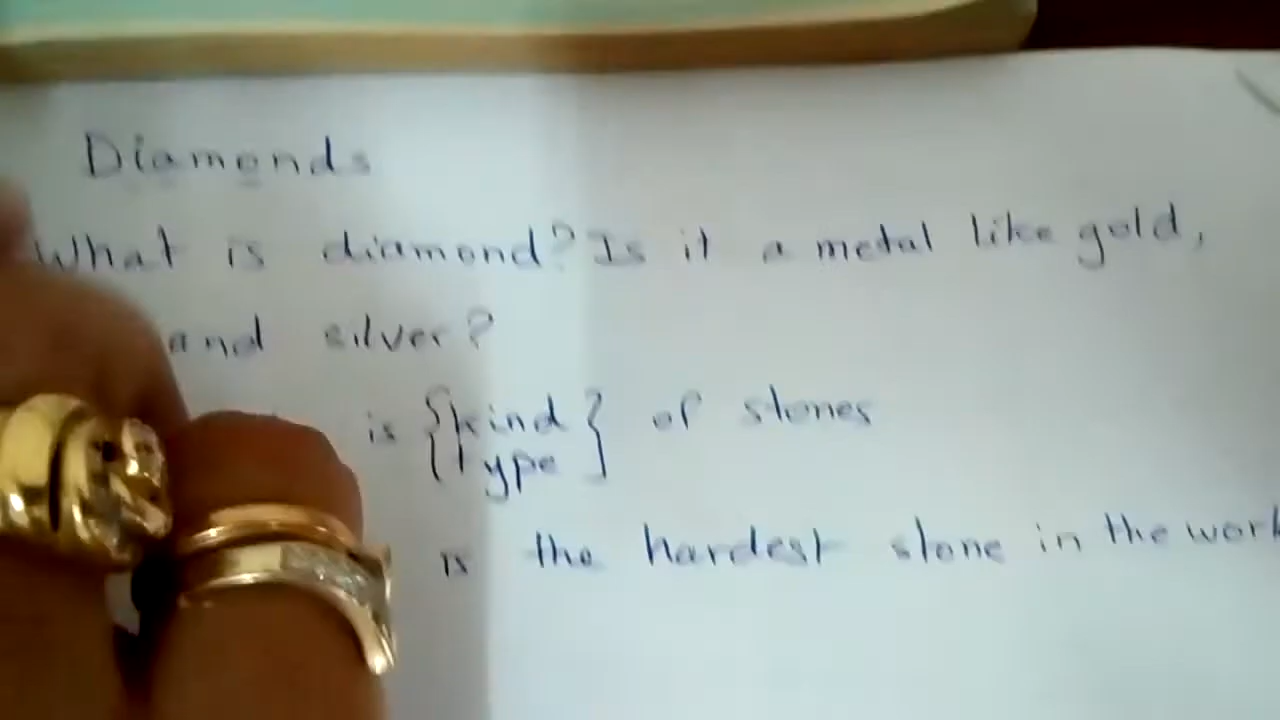 Diamonds
What is diamond? Is it a metal like gold,
and silver?
is {kind} of stones
Type
is the hardest stone in the worl